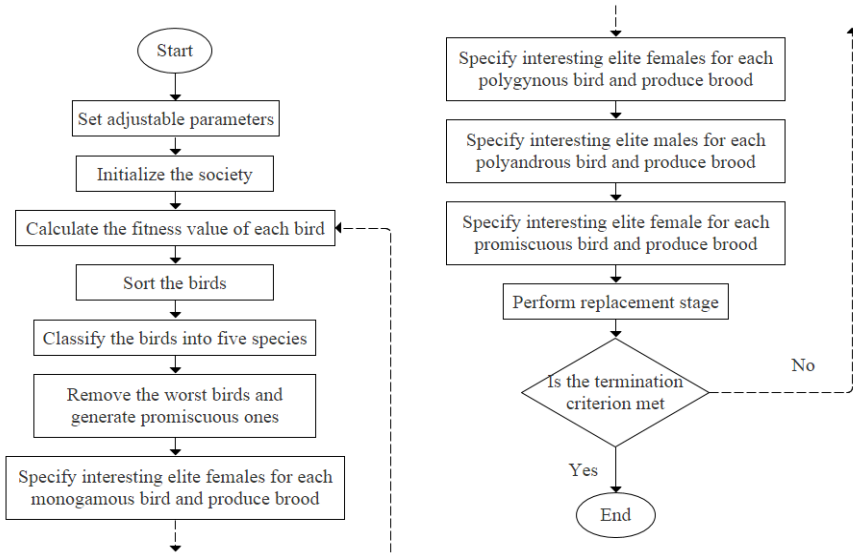 Start
Set adjustable parameters
Initialize the society
Calculate the fitness value of each bird
Sort the birds
Classify the birds into five species
Remove the worst birds and
generate promiscuous ones
Specify interesting elite females for each
monogamous bird and produce brood
Specify interesting elite females for each
polygynous bird and produce brood
Specify interesting elite males for each
polyandrous bird and produce brood
Specify interesting elite female for each
promiscuous bird and produce brood
Perform replacement stage
Is the termination
criterion met
No
Yes
End